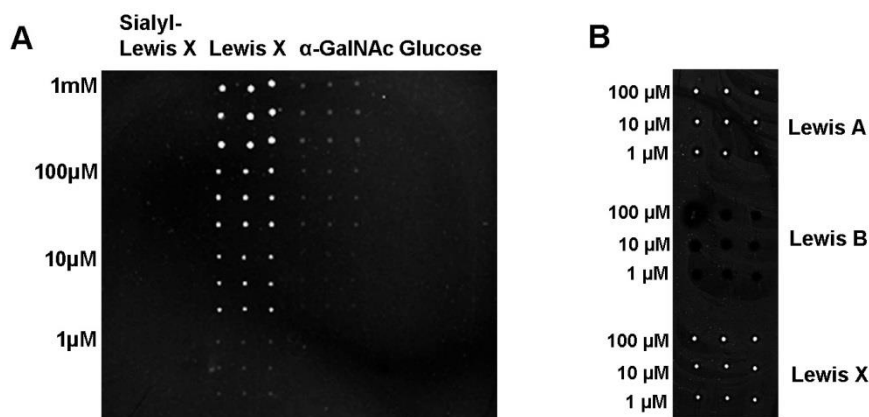 A
Sialyl-
Lewis X Lewis X α-GalNAc Glucose
1mM
100µM
10µM
1µM
B
100 µM
10 µM
1 µM
Lewis A
100 µM
10 µM
1 µM
Lewis B
100 µM
10 µM
1 µM
Lewis X